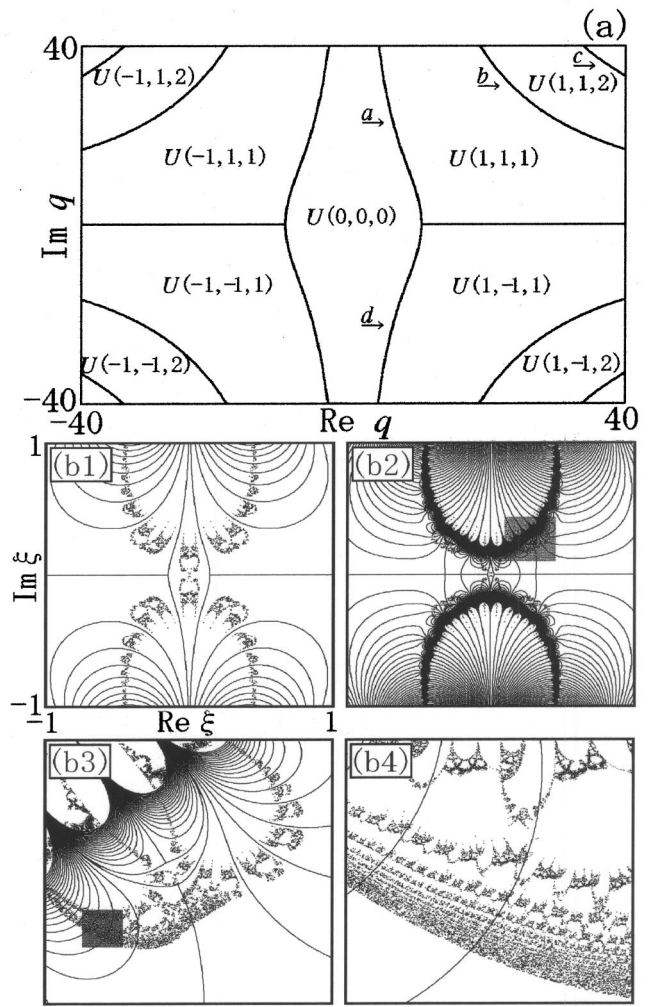 (a)
40
U(-1,1,2)
b
c
U(1,1,2)
a
U(-1,1,1)
U(1,1,1)
Im q
U(0,0,0)
U(-1,-1,1)
U(1,-1,1)
d
U(-1,-1,2)
U(1,-1,2)
-40
-40
Re q
40
1
(b1)
(b2)
Im ξ
-1
-1
Re ξ
1
(b3)
(b4)